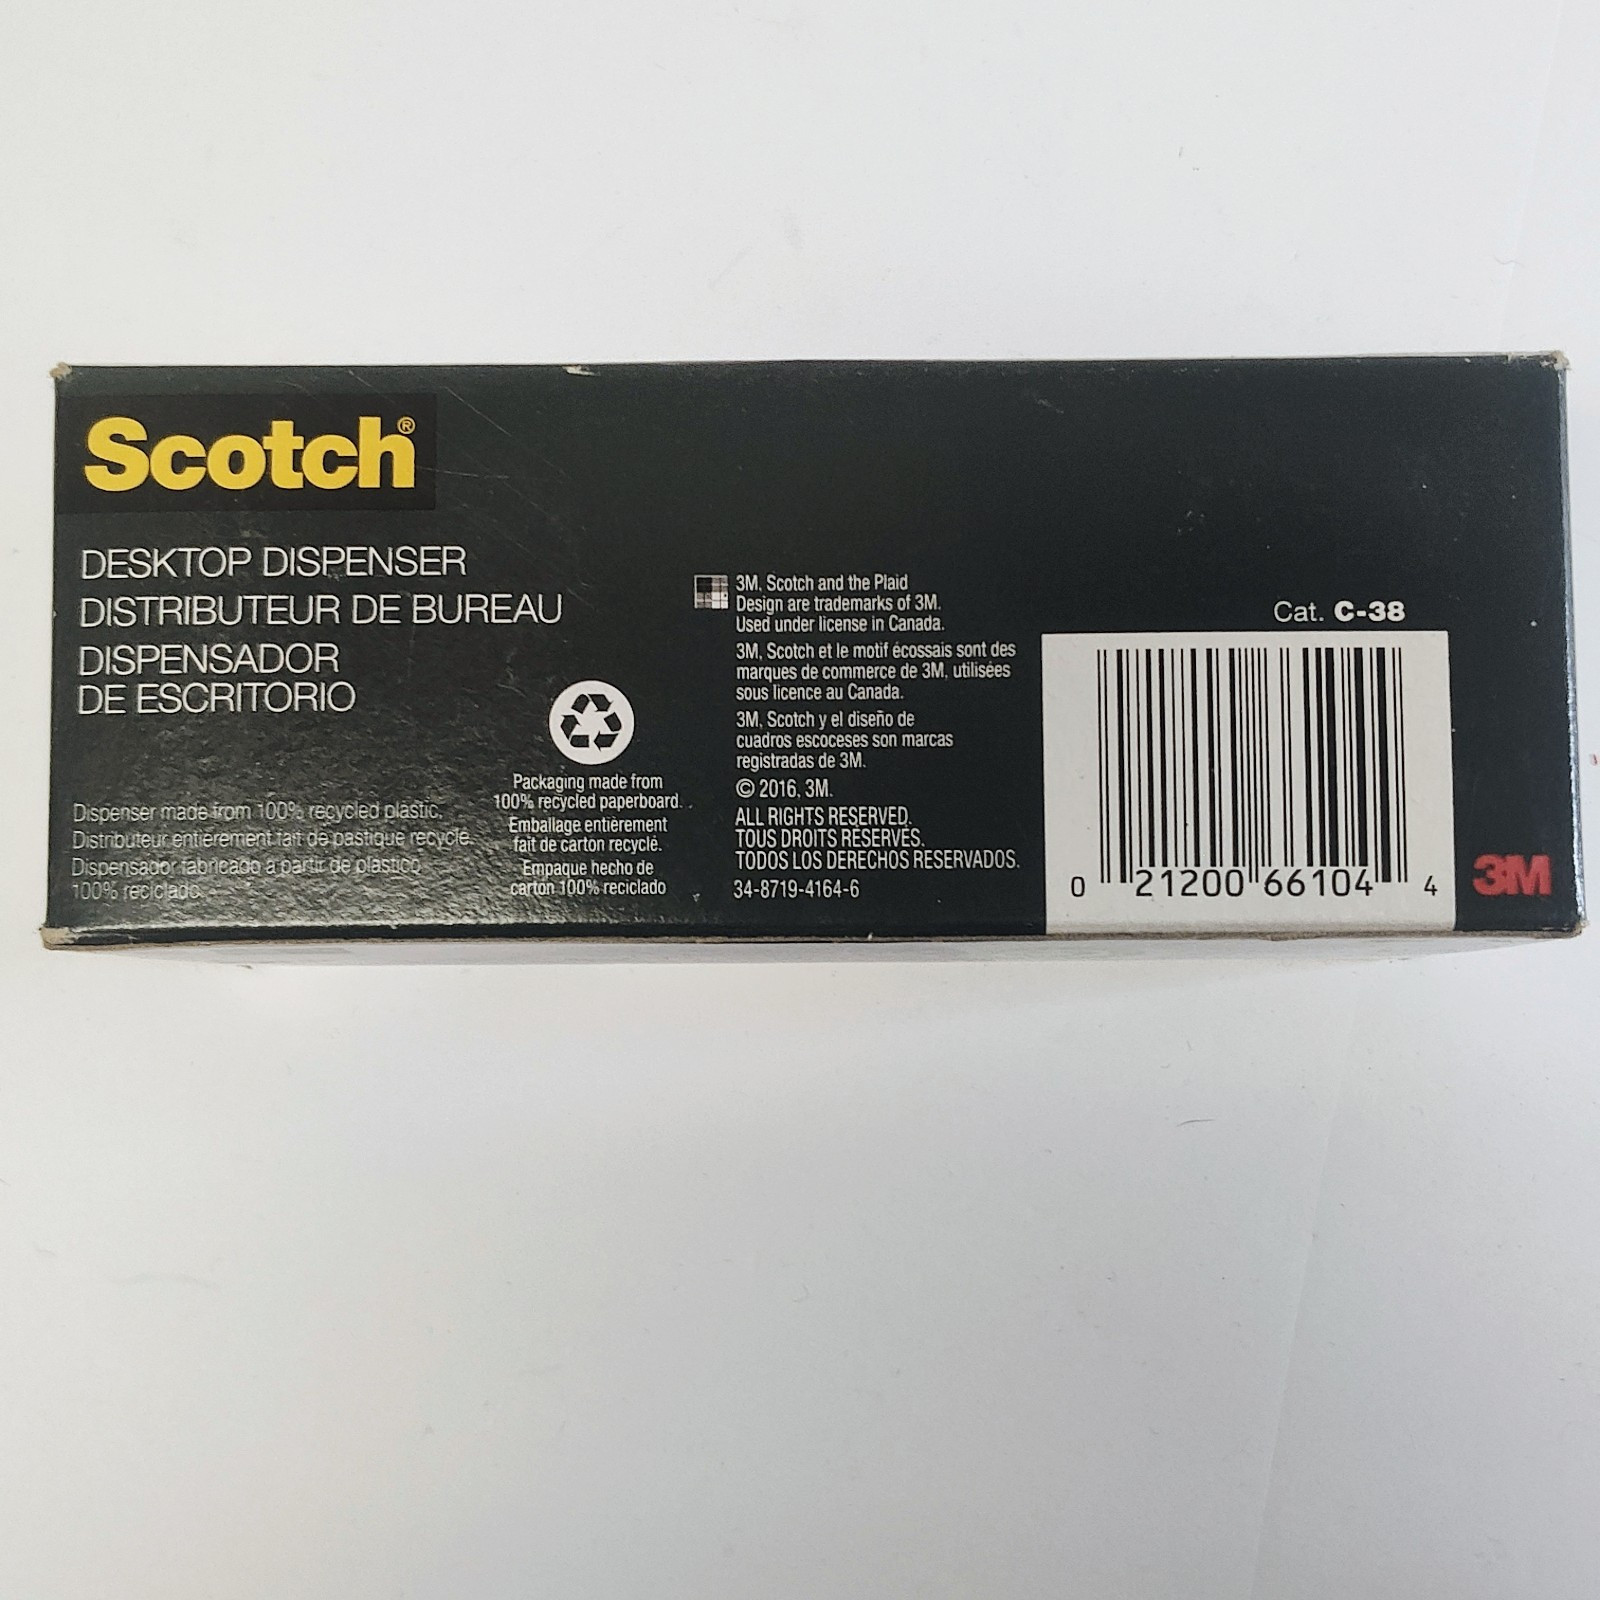 Scotch®
DESKTOP DISPENSER
DISTRIBUTEUR DE BUREAU
DISPENSADOR
DE ESCRITORIO
Dispenser made from 100% recycled plastic.
Distributeur entièrement fait de pastique recyclé.
Dispensador fabricado a partir de plastico
100% reciclado.
Packaging made from
100% recycled paperboard.
Emballage entièrement
fait de carton recyclé.
Empaque hecho de
carton 100% reciclado
3M, Scotch and the Plaid
Design are trademarks of 3M.
Used under license in Canada.
3M, Scotch et le motif écossais sont des
marques de commerce de 3M, utilisées
sous licence au Canada.
3M, Scotch y el diseño de
cuadros escoceses son marcas
registradas de 3M.
© 2016, 3M.
ALL RIGHTS RESERVED.
TOUS DROITS RÉSERVÉS.
TODOS LOS DERECHOS RESERVADOS.
34-8719-4164-6
Cat. C-38
0 21200 66104 4
3M